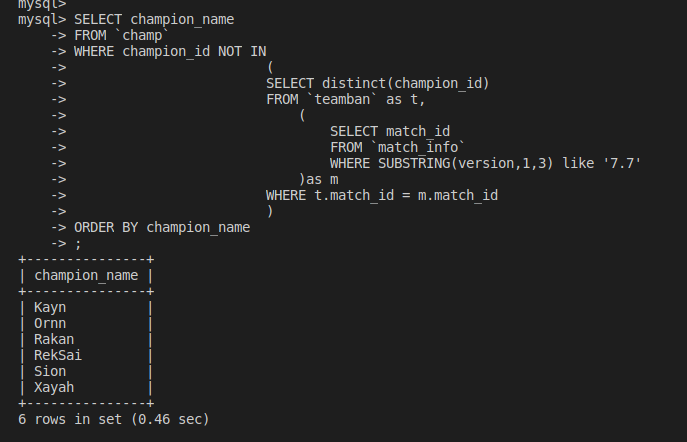 mysql>
mysql> SELECT champion_name
    -> FROM `champ`
    -> WHERE champion_id NOT IN
    ->                         (
    ->                         SELECT distinct(champion_id)
    ->                         FROM `teamban` as t,
    ->                             (
    ->                                 SELECT match_id
    ->                                 FROM `match_info`
    ->                                 WHERE SUBSTRING(version,1,3) like '7.7'
    ->                             )as m
    ->                         WHERE t.match_id = m.match_id
    ->                         )
    -> ORDER BY champion_name
    -> ;
+---------------+
| champion_name |
+---------------+
| Kayn          |
| Ornn          |
| Rakan         |
| RekSai        |
| Sion          |
| Xayah         |
+---------------+
6 rows in set (0.46 sec)